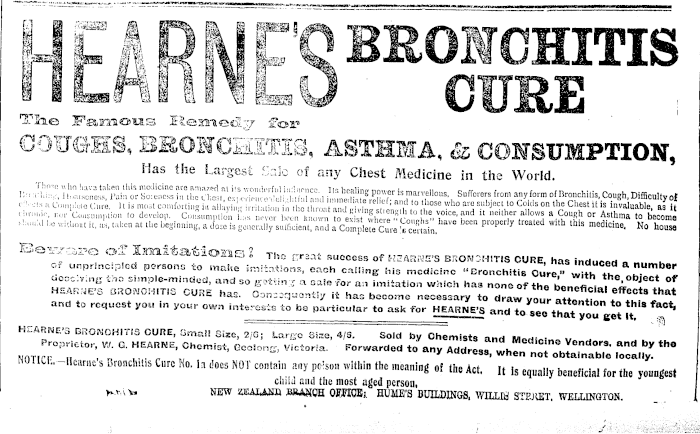 HEARNE'S BRONCHITIS
CURE
The Famous Remedy for
COUGHS, BRONCHITIS, ASTHMA, & CONSUMPTION,
Has the Largest Sale of any Chest Medicine in the World.
Those who have taken this medicine are amazed at its wonderful influence. Its healing power is marvellous. Sufferers from any form of Bronchitis, Cough, Difficulty of
Breathing, Hoarseness, Pain or Soreness in the Chest, experience delightful and immediate relief; and to those who are subject to Colds on the Chest it is invaluable, as it
effects a Complete Cure. It is most comforting in allaying irritation in the throat and giving strength to the voice, and it neither allows a Cough or Asthma to become
chronic, nor Consumption to develop. Consumption has never been known to exist where "Coughs" have been properly treated with this medicine. No house
should be without it, as, taken at the beginning, a dose is generally sufficient, and a Complete Cure is certain.
Beware of Imitations! The great success of HEARNE'S BRONCHITIS CURE, has induced a number
of unprincipled persons to make imitations, each calling his medicine "Bronchitis Cure," with the object of
deceiving the simple-minded, and so getting a sale for an imitation which has none of the beneficial effects that
HEARNE'S BRONCHITIS CURE has. Consequently it has become necessary to draw your attention to this fact,
and to request you in your own interests to be particular to ask for HEARNE'S and to see that you get it.
HEARNE'S BRONCHITIS CURE, Small Size, 2/6; Large Size, 4/6. Sold by Chemists and Medicine Vendors, and by the
Proprietor, W. G. HEARNE, Chemist, Geelong, Victoria. Forwarded to any Address, when not obtainable locally.
NOTICE.—Hearne's Bronchitis Cure No. 1a does NOT contain any poison within the meaning of the Act. It is equally beneficial for the youngest
child and the most aged person,
NEW ZEALAND BRANCH OFFICE; HUME'S BUILDINGS, WILLIS STREET, WELLINGTON.